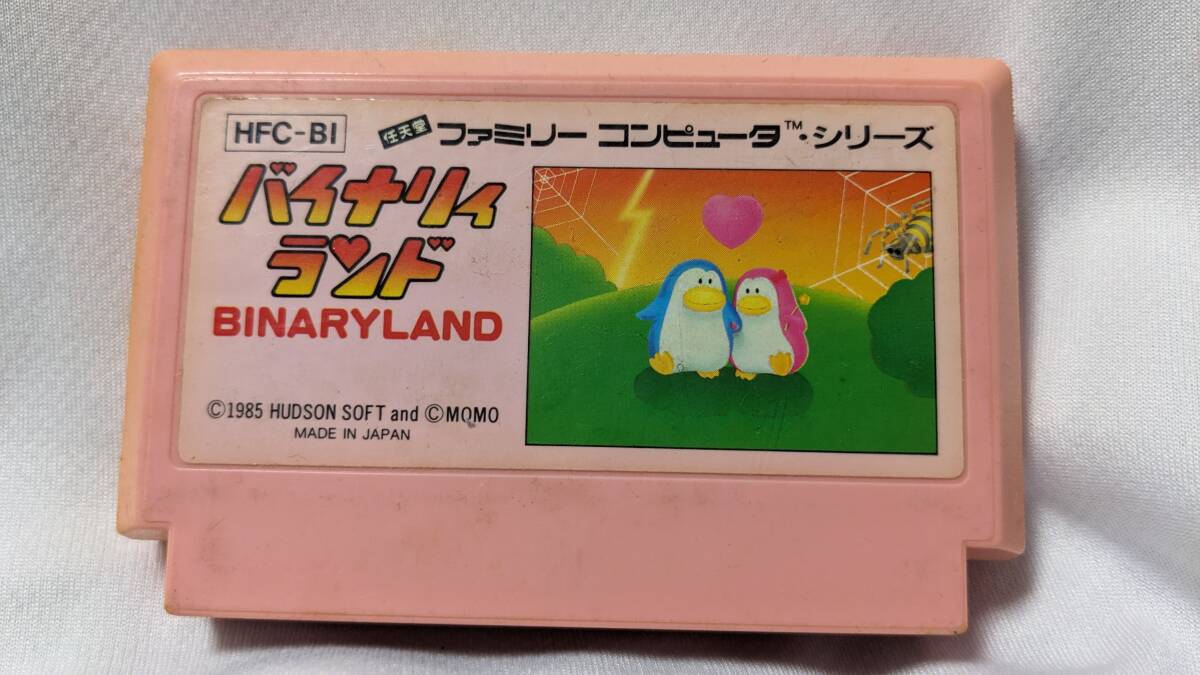 HFC-BI
任天堂 ファミリー コンピュータ™・シリーズ
バイナリィ
ランド
BINARYLAND
©1985 HUDSON SOFT and ©MOMO
MADE IN JAPAN